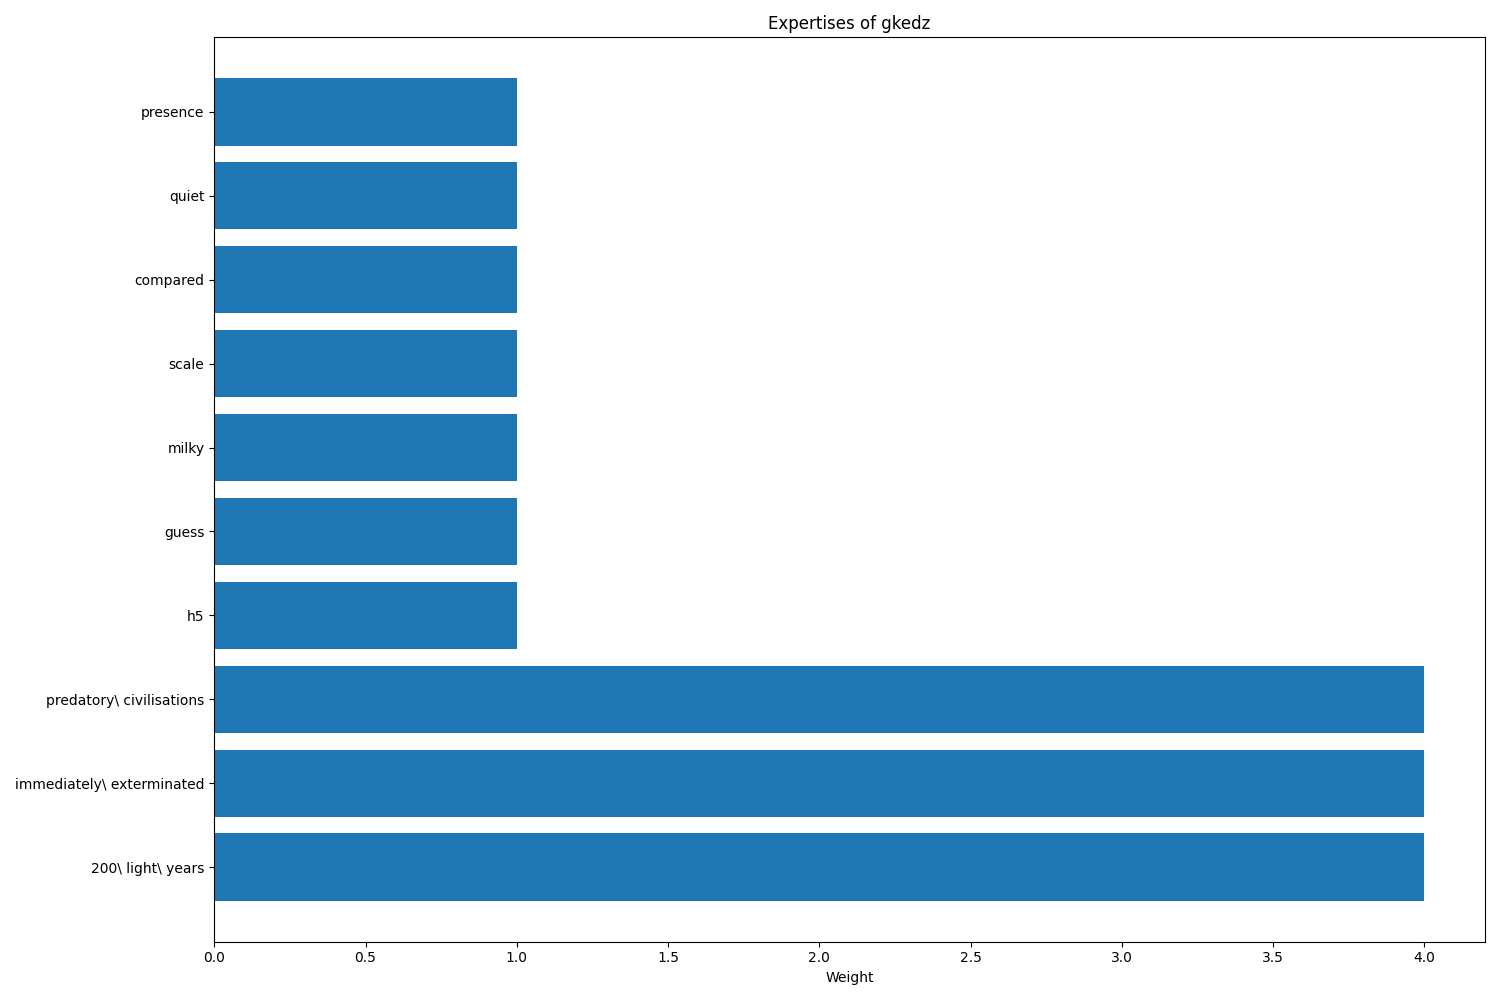 Expertises of gkedz
presence
quiet
compared
scale
milky
guess
h5
predatory\ civilisations
immediately\ exterminated
200\ light\ years
0.0 0.5 1.0 1.5 2.0 2.5 3.0 3.5 4.0
Weight